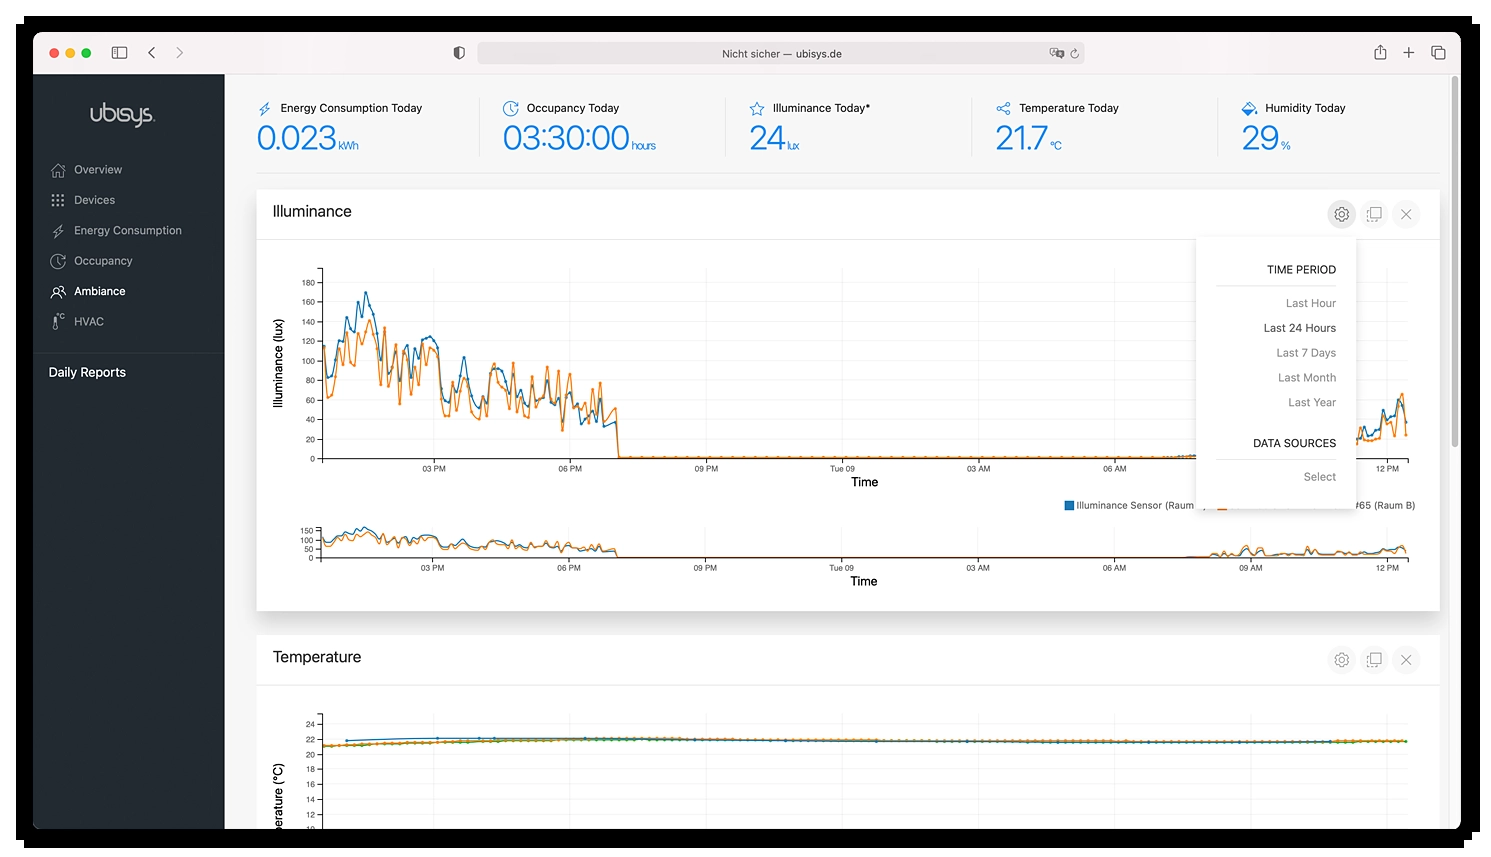 Nicht sicher — ubisys.de
ubisys.
Overview
Devices
Energy Consumption
Occupancy
Ambiance
°C
HVAC
Daily Reports
Energy Consumption Today
0.023 kWh
Occupancy Today
03:30:00 hours
Illuminance Today*
24 lux
Temperature Today
21.7 °C
Humidity Today
29 %
Illuminance
TIME PERIOD
Last Hour
Last 24 Hours
Last 7 Days
Last Month
Last Year
DATA SOURCES
Select
Illuminance (lux)
180
160
140
120
100
80
60
40
20
0
03 PM 06 PM 09 PM Tue 09 03 AM 06 AM 12 PM
Time
Illuminance Sensor (Raum
#65 (Raum B)
150
100
50
0
03 PM 06 PM 09 PM Tue 09 03 AM 06 AM 09 AM 12 PM
Time
Temperature
perature (°C)
24
22
20
18
16
14
12
10